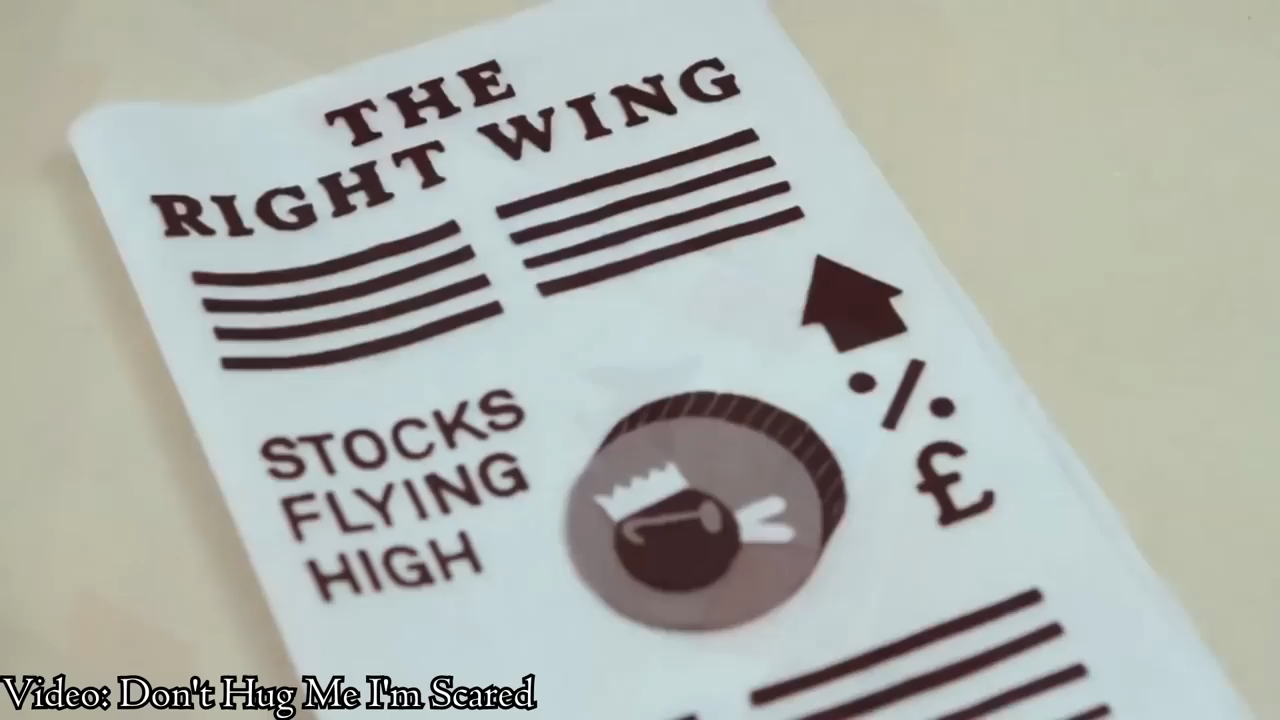 THE
RIGHT WING
STOCKS
FLYING
HIGH
%
£
Video: Don't Hug Me I'm Scared